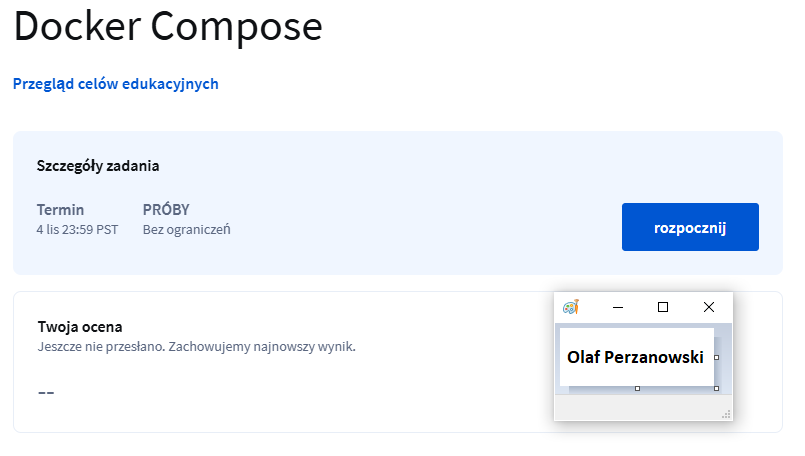 Docker Compose
Przegląd celów edukacyjnych
Szczegóły zadania
Termin PRÓBY
4 lis 23:59 PST Bez ograniczeń
rozpocznij
Twoja ocena
Jeszcze nie przesłano. Zachowujemy najnowszy wynik.
--
Olaf Perzanowski